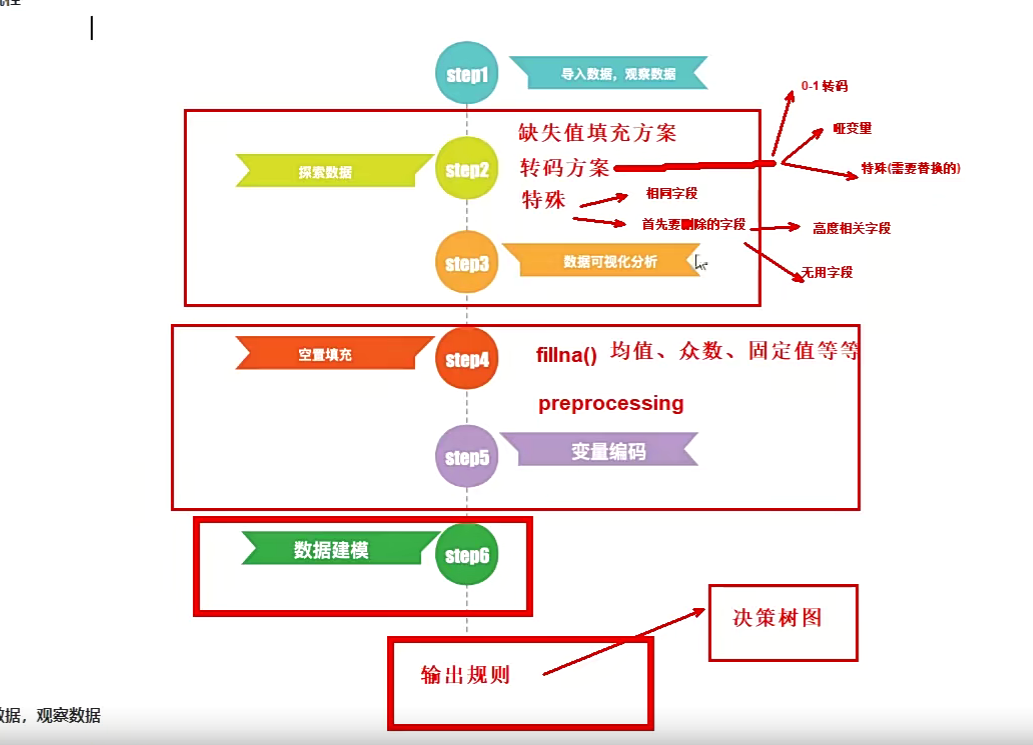 step1
导入数据，观察数据
0-1 转码
缺失值填充方案
哑变量
探索数据
step2
转码方案
特殊(需要替换的)
特殊
相同字段
首先要删除的字段
高度相关字段
step3
数据可视化分析
无用字段
空置填充
step4
fillna() 均值、众数、固定值等等
preprocessing
step5
变量编码
数据建模
step6
决策树图
输出规则
数据，观察数据